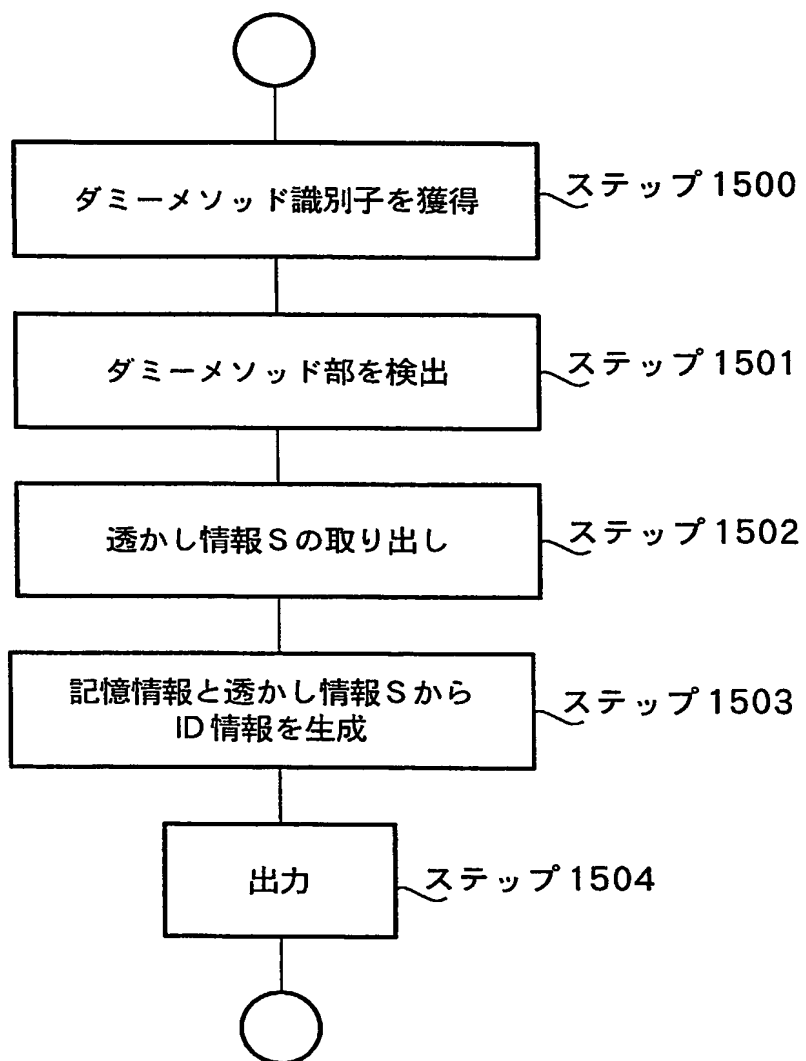 ダミーメソッド識別子を獲得
ステップ1500
ダミーメソッド部を検出
ステップ1501
透かし情報Sの取り出し
ステップ1502
記憶情報と透かし情報Sから
ID情報を生成
ステップ1503
出力
ステップ1504